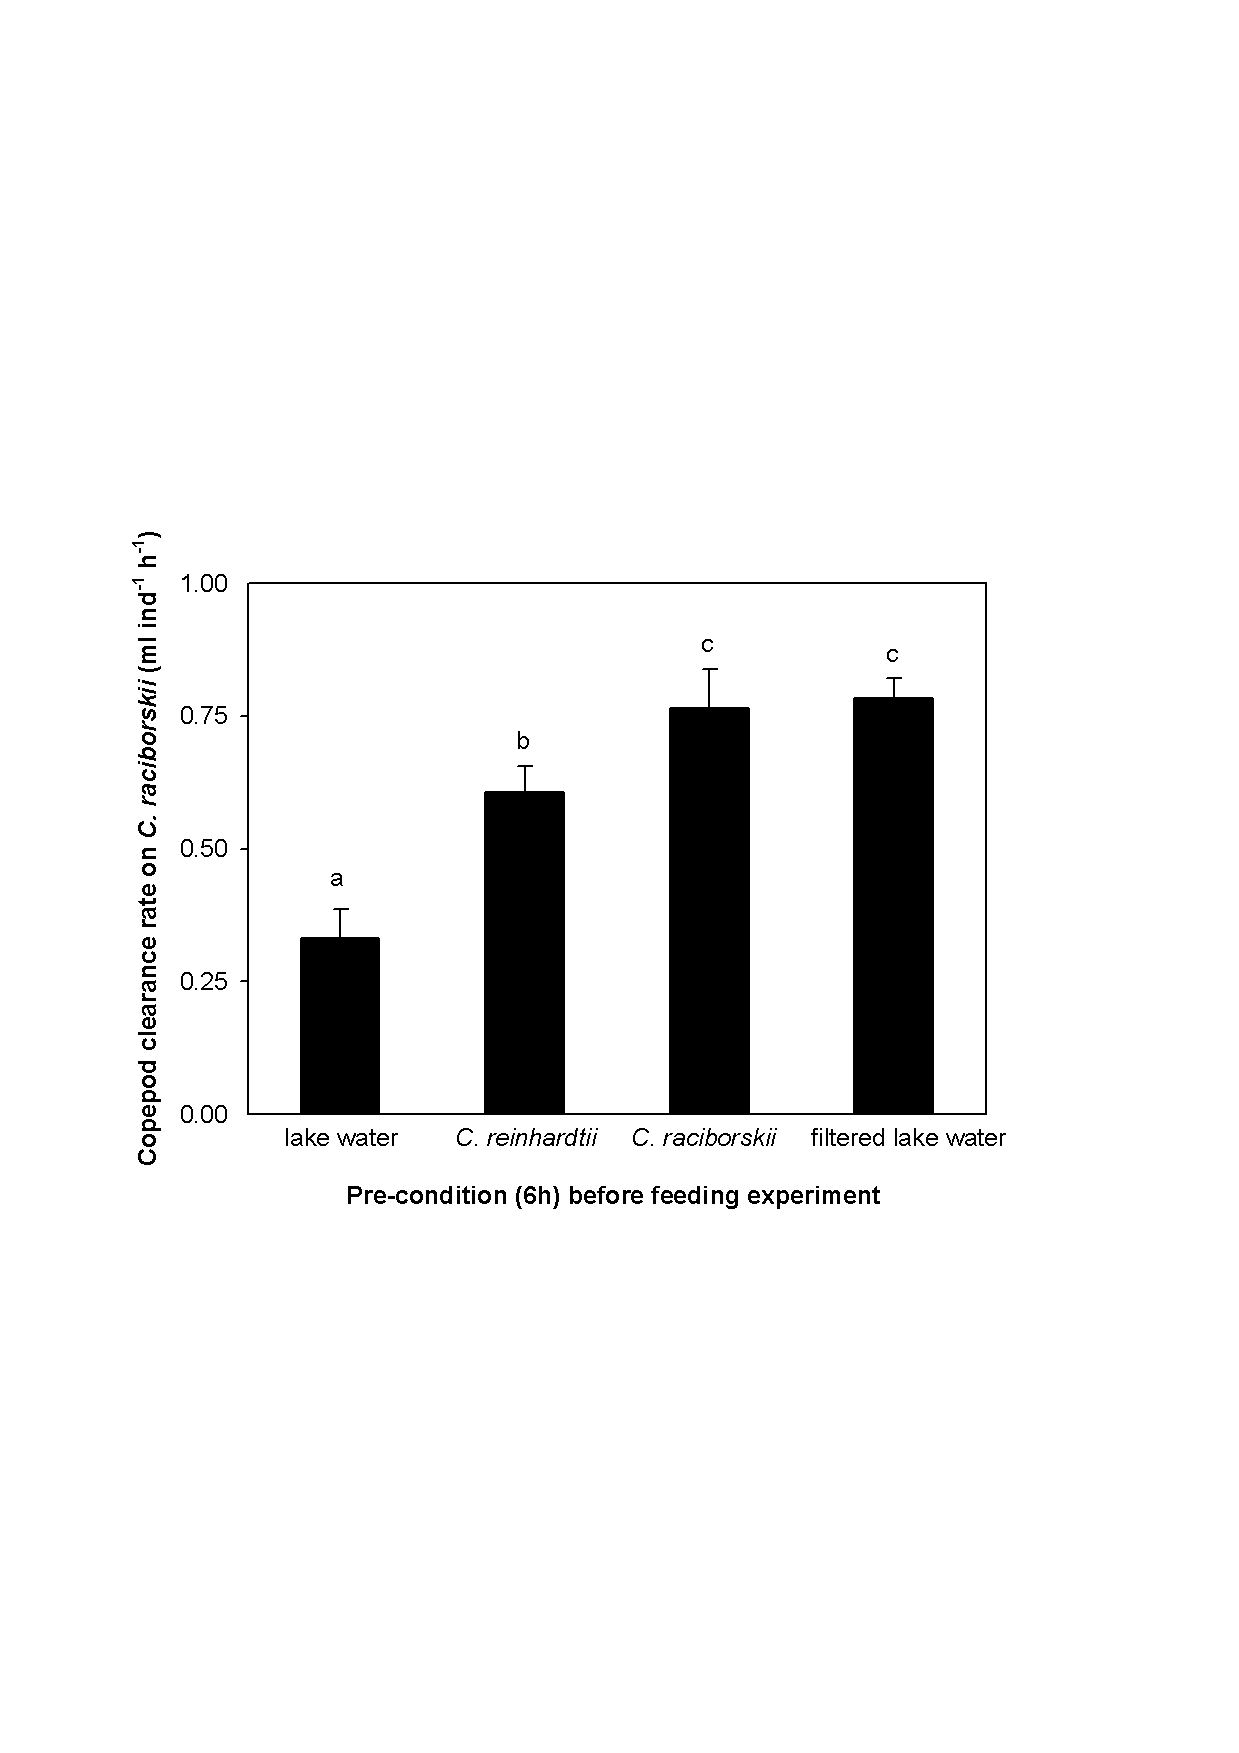 Copepod clearance rate on C. raciborskii (ml ind-1 h-1)
1.00
0.75
0.50
0.25
0.00
a
b
c
c
lake water
C. reinhardtii
C. raciborskii
filtered lake water
Pre-condition (6h) before feeding experiment